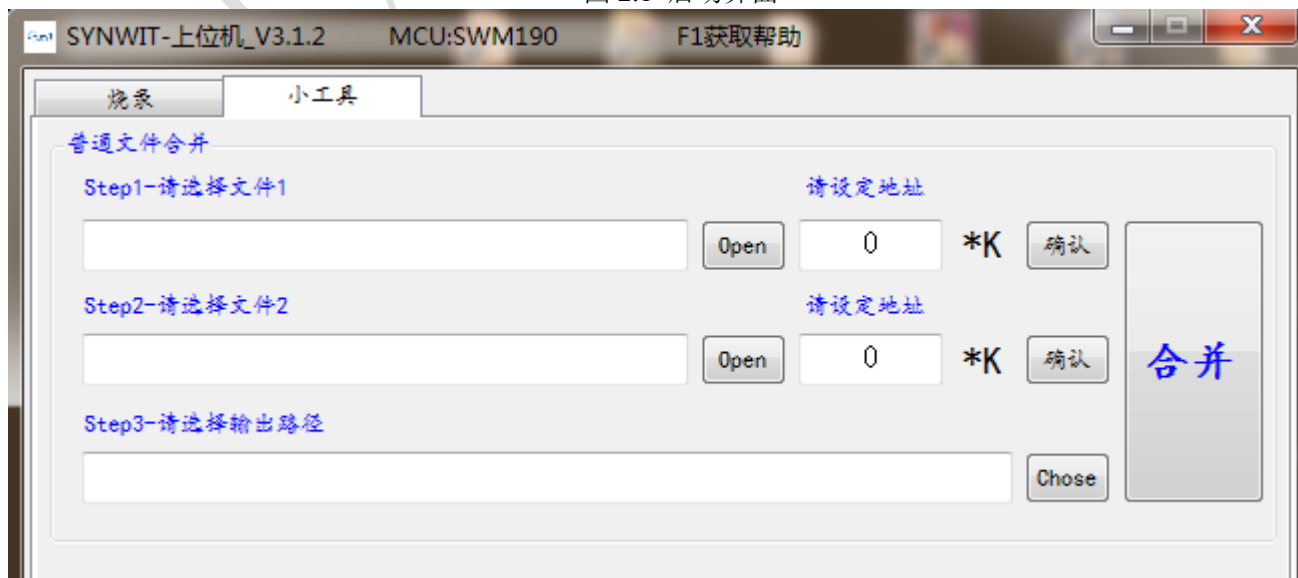 SYNWIT-上位机_V3.1.2 MCU:SWM190 F1获取帮助
烧录 小工具
普通文件合并
Step1-请选择文件1 请设定地址
Open 0 *K 确认
Step2-请选择文件2 请设定地址
Open 0 *K 确认
合并
Step3-请选择输出路径
Chose